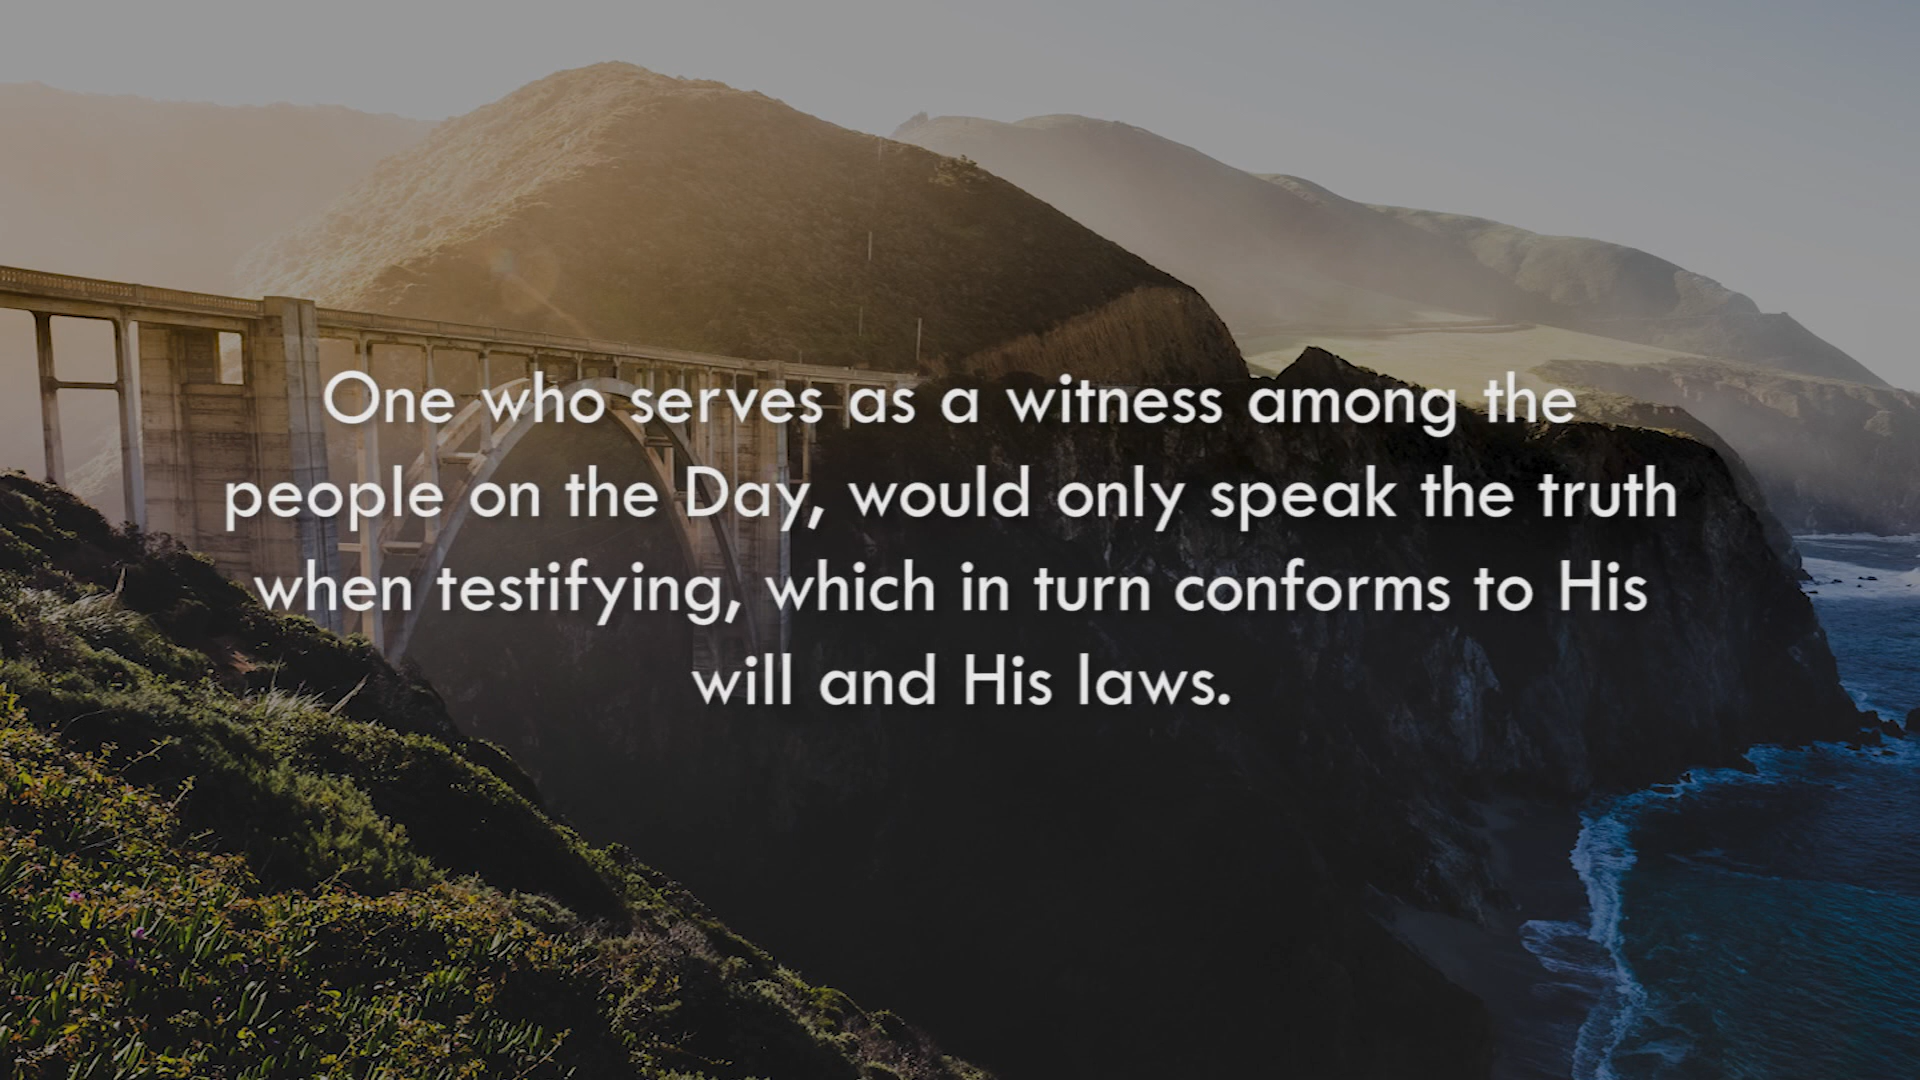 One who serves as a witness among the
people on the Day, would only speak the truth
when testifying, which in turn conforms to His
will and His laws.